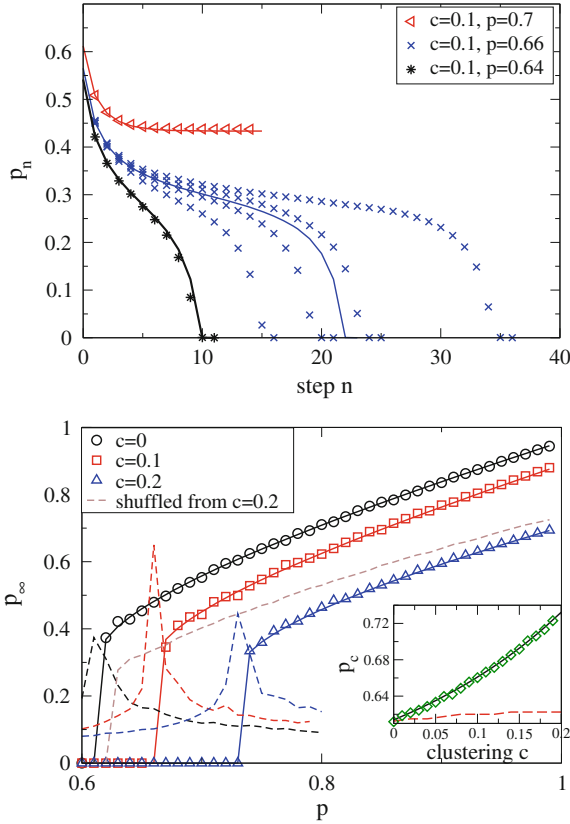 c=0.1, p=0.7
c=0.1, p=0.66
c=0.1, p=0.64
0.6
0.5
0.4
0.3
0.2
0.1
0
p_n
0 10 20 30 40
step n
c=0
c=0.1
c=0.2
shuffled from c=0.2
1
0.8
0.6
0.4
0.2
0
p_∞
0.6 0.8 1
p
0.72
0.68
0.64
p_c
0 0.05 0.1 0.15 0.2
clustering c